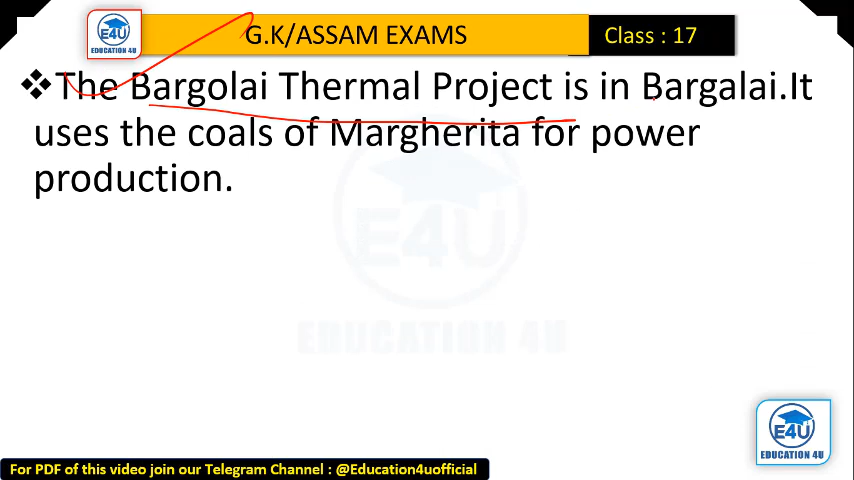 E4U
EDUCATION 4U
G.K/ASSAM EXAMS
Class : 17
❖The Bargolai Thermal Project is in Bargalai.It
uses the coals of Margherita for power
production.
E4U
EDUCATION 4U
E4U
EDUCATION 4U
For PDF of this video join our Telegram Channel : @Education4uofficial